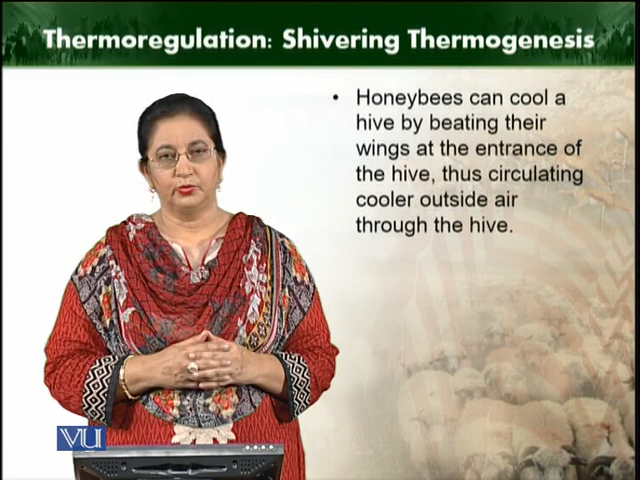 Thermoregulation: Shivering Thermogenesis
• Honeybees can cool a
hive by beating their
wings at the entrance of
the hive, thus circulating
cooler outside air
through the hive.
VU